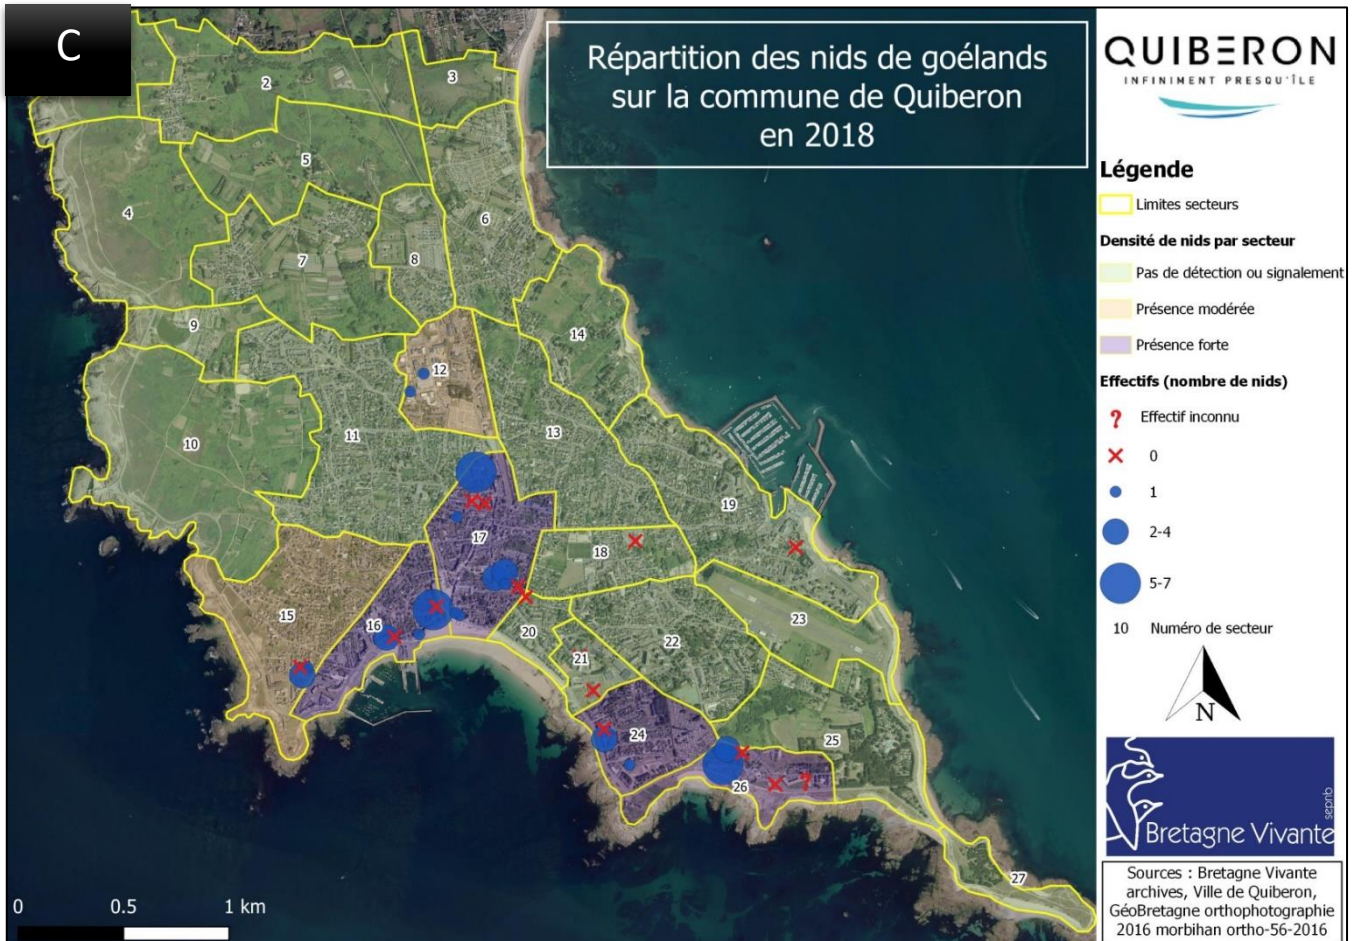 C
Répartition des nids de goélands
sur la commune de Quiberon
en 2018
QUIBERON
INFINIMENT PRESQU'ÎLE
Légende
Limites secteurs
Densité de nids par secteur
Pas de détection ou signalement
Présence modérée
Présence forte
Effectifs (nombre de nids)
? Effectif inconnu
0
1
2-4
5-7
10 Numéro de secteur
N
sepnb
Bretagne Vivante
Sources : Bretagne Vivante
archives, Ville de Quiberon,
GéoBretagne orthophotographie
2016 morbihan ortho-56-2016
2
3
4
5
6
7
8
9
10
11
12
13
14
15
16
17
18
19
20
21
22
23
24
25
26
?
27
0 0.5 1 km